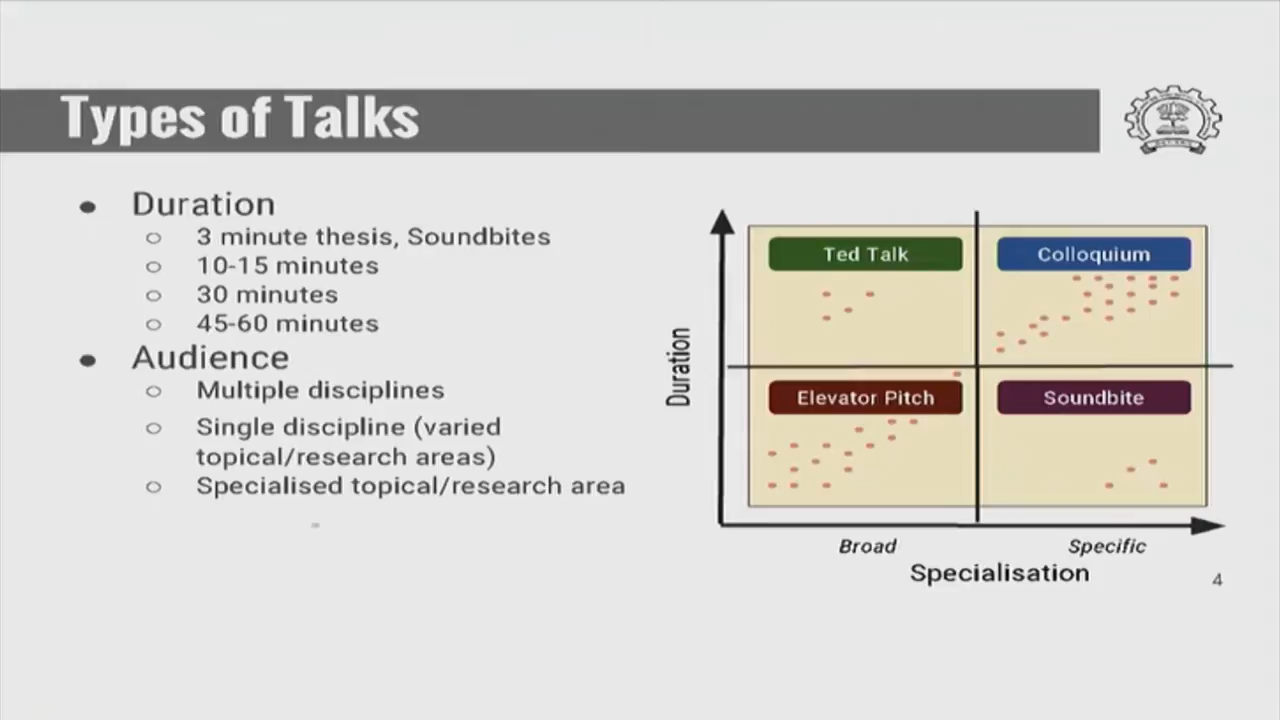 Types of Talks
Duration
3 minute thesis, Soundbites
10-15 minutes
30 minutes
45-60 minutes
Audience
Multiple disciplines
Single discipline (varied
topical/research areas)
Specialised topical/research area
Duration
Ted Talk
Colloquium
Elevator Pitch
Soundbite
Broad
Specific
Specialisation
4